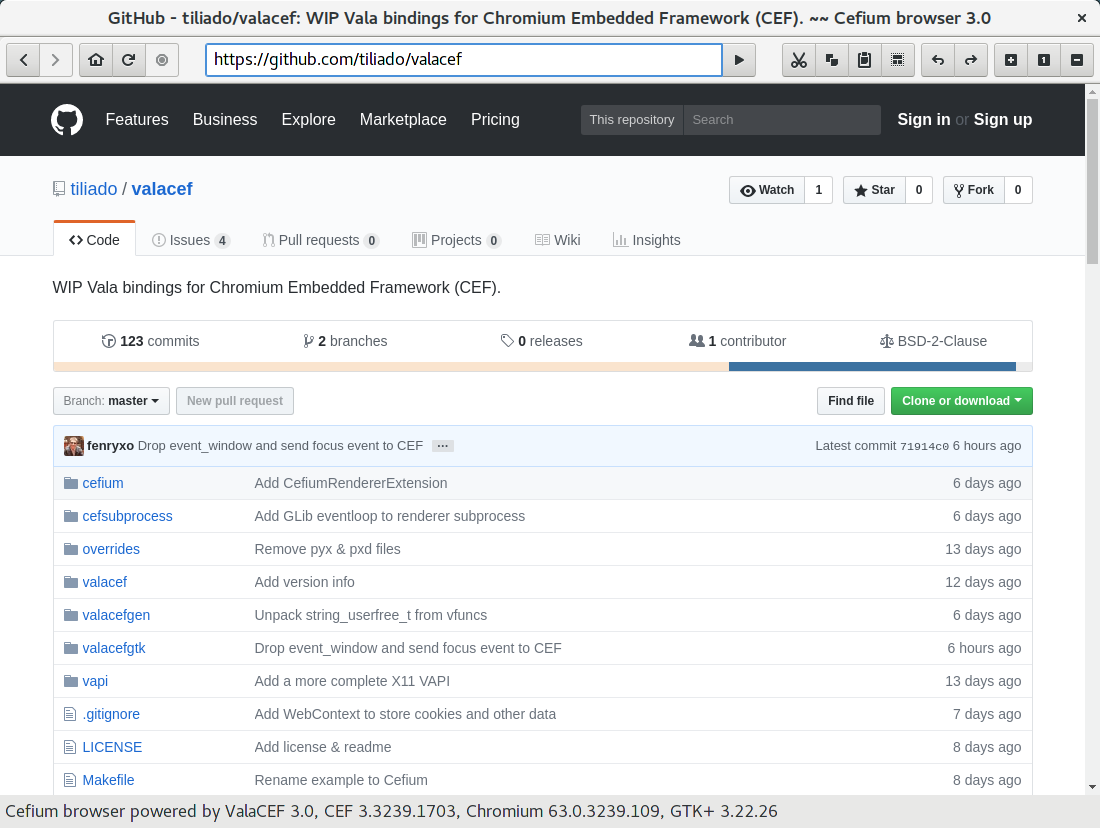 GitHub - tiliado/valacef: WIP Vala bindings for Chromium Embedded Framework (CEF). ~~ Cefium browser 3.0
https://github.com/tiliado/valacef
1
Features Business Explore Marketplace Pricing This repository Search Sign in or Sign up
tiliado / valacef Watch 1 Star 0 Fork 0
Code Issues 4 Pull requests 0 Projects 0 Wiki Insights
WIP Vala bindings for Chromium Embedded Framework (CEF).
123 commits 2 branches 0 releases 1 contributor BSD-2-Clause
Branch: master New pull request Find file Clone or download
fenryxo Drop event_window and send focus event to CEF ... Latest commit 71914c0 6 hours ago
cefium Add CefiumRendererExtension 6 days ago
cefsubprocess Add GLib eventloop to renderer subprocess 6 days ago
overrides Remove pyx & pxd files 13 days ago
valacef Add version info 12 days ago
valacefgen Unpack string_userfree_t from vfuncs 6 days ago
valacefgtk Drop event_window and send focus event to CEF 6 hours ago
vapi Add a more complete X11 VAPI 13 days ago
.gitignore Add WebContext to store cookies and other data 7 days ago
LICENSE Add license & readme 8 days ago
Makefile Rename example to Cefium 8 days ago
Cefium browser powered by ValaCEF 3.0, CEF 3.3239.1703, Chromium 63.0.3239.109, GTK+ 3.22.26